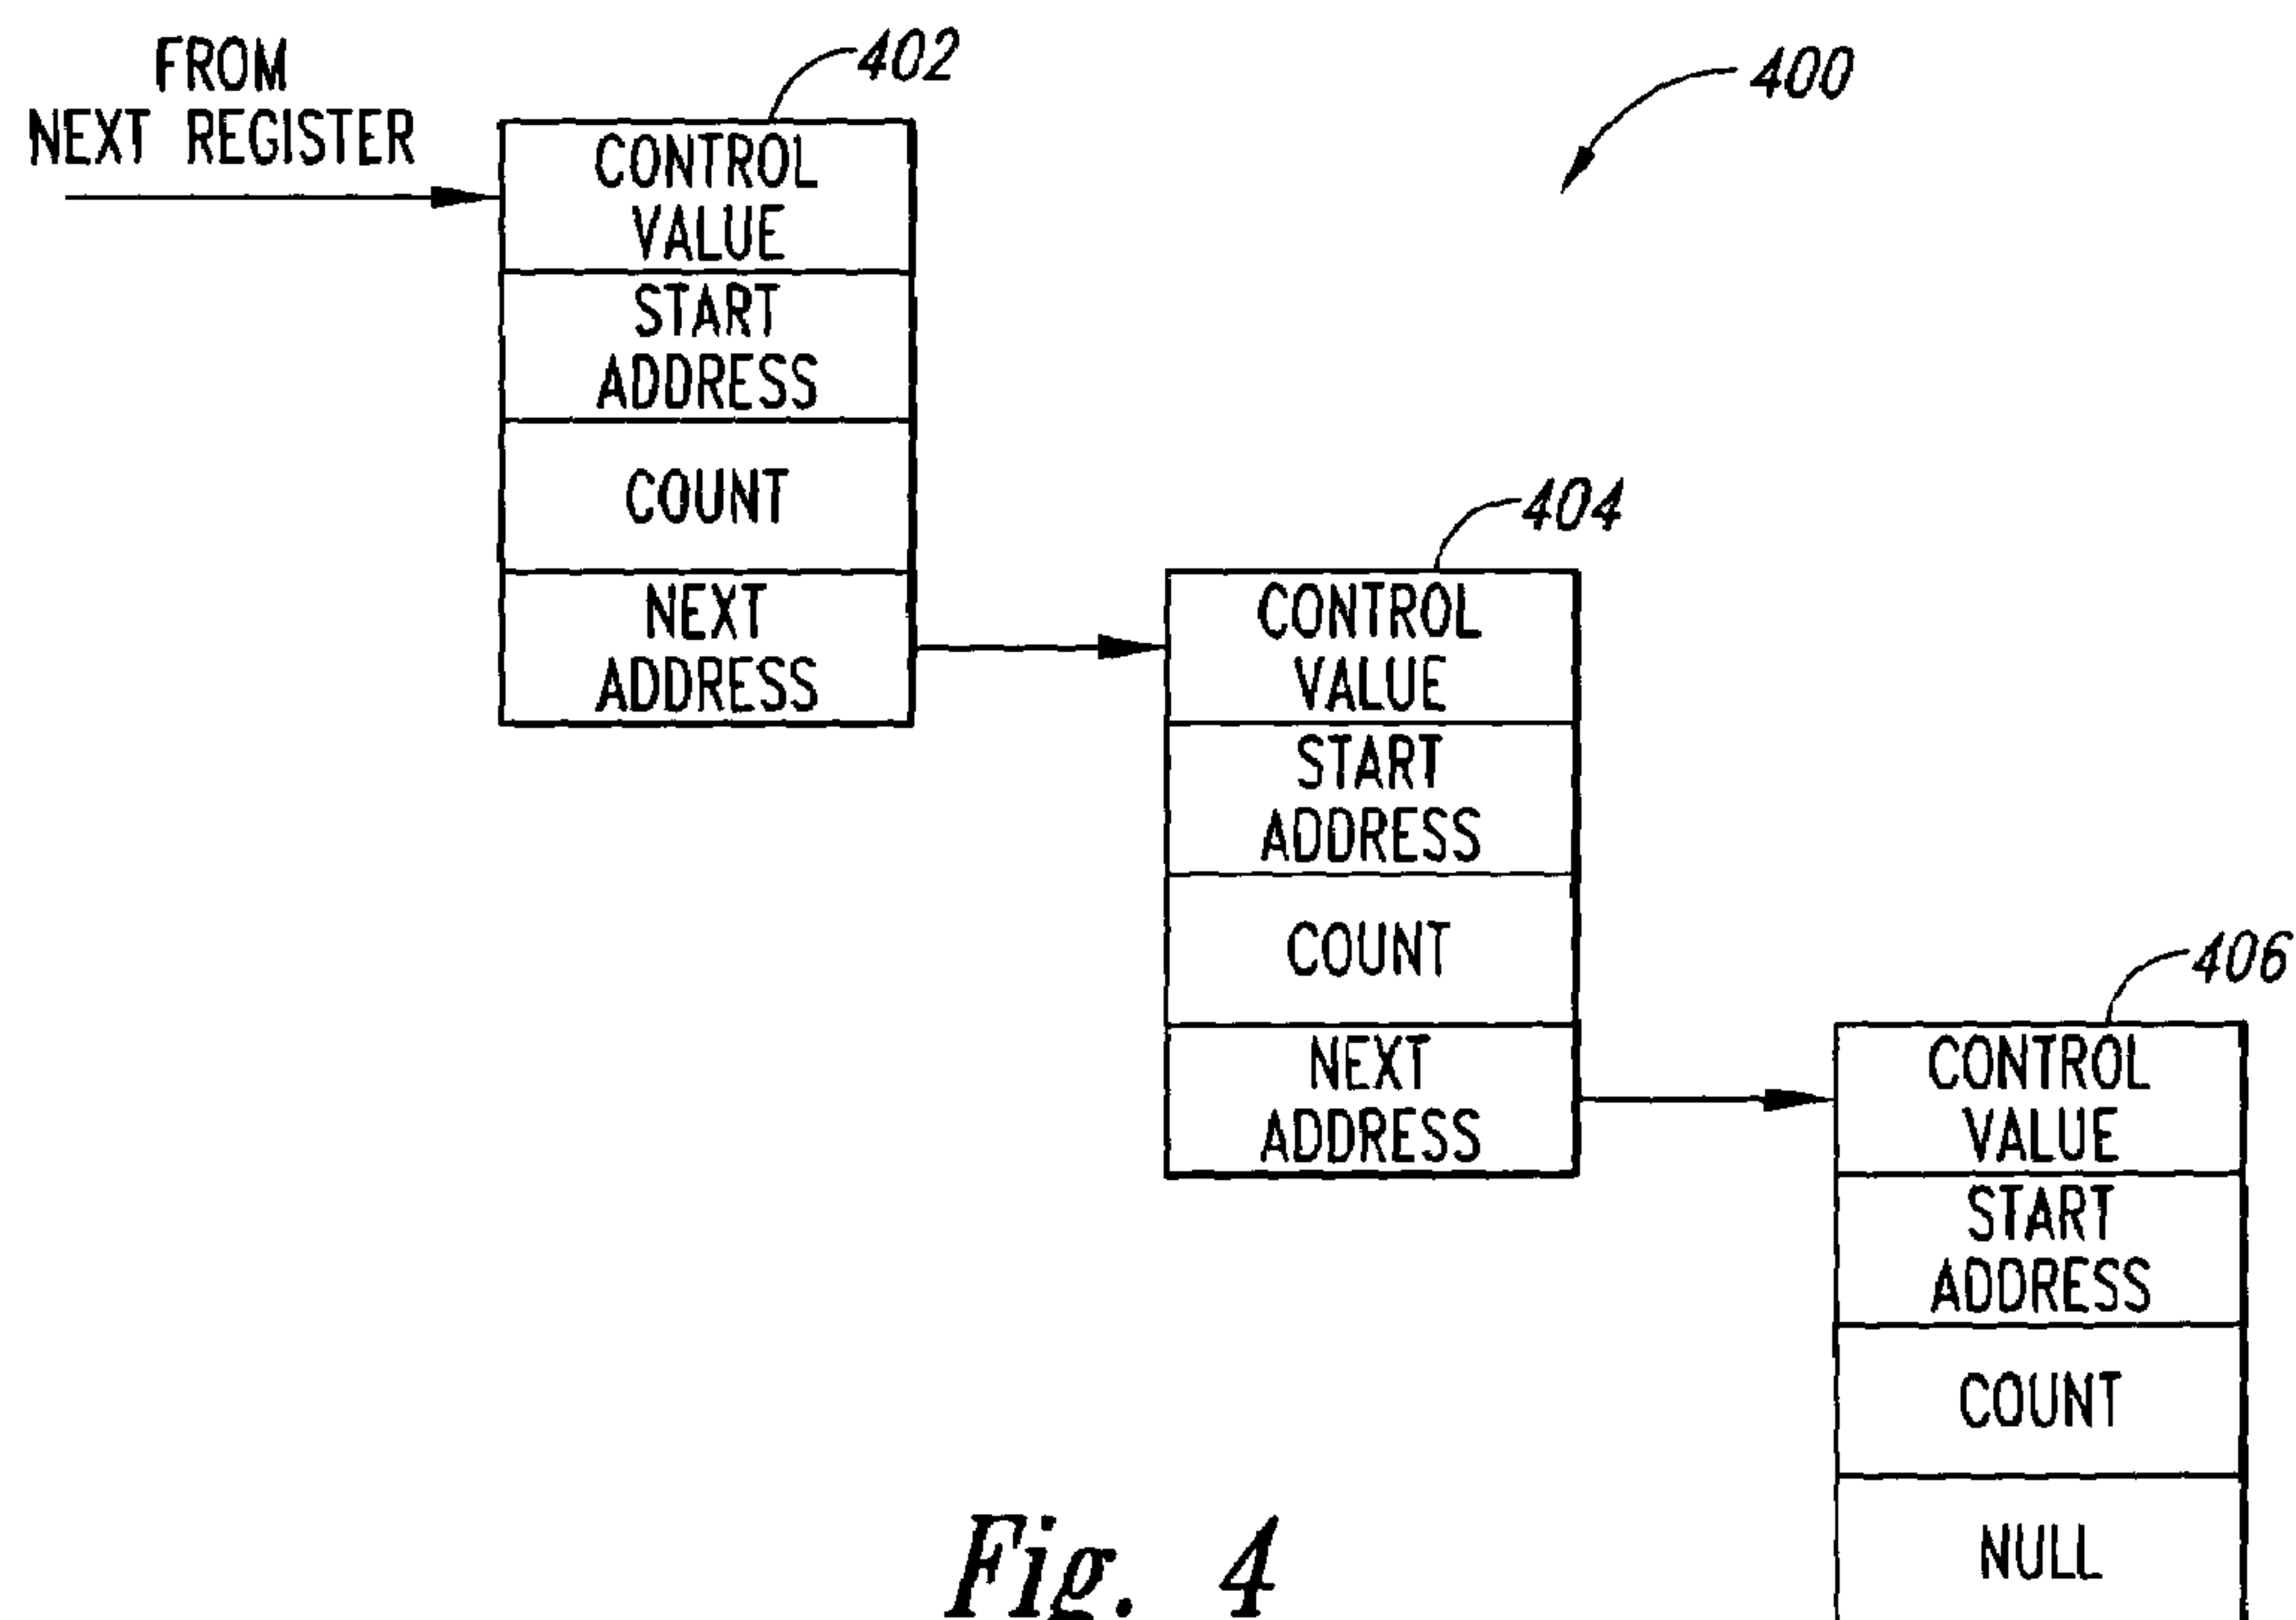 FROM
NEXT REGISTER
402
400
CONTROL
VALUE
START
ADDRESS
COUNT
NEXT
ADDRESS
404
CONTROL
VALUE
START
ADDRESS
COUNT
NEXT
ADDRESS
406
CONTROL
VALUE
START
ADDRESS
COUNT
NULL
Fig. 4